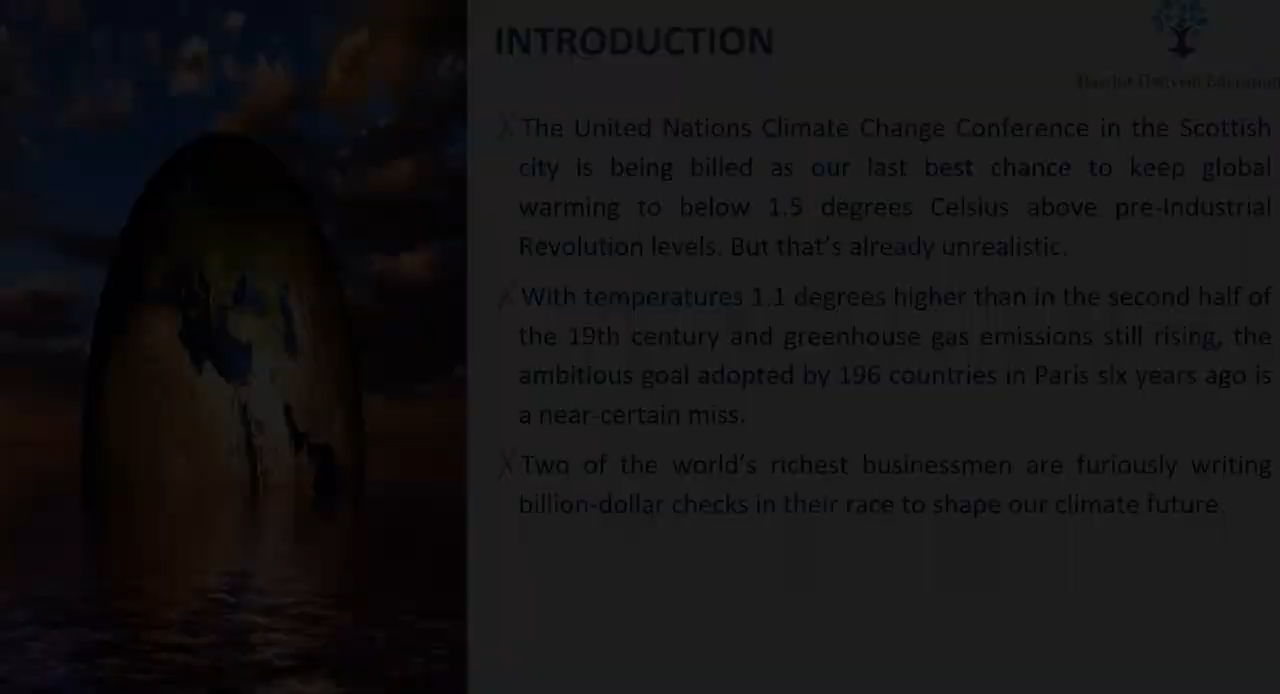 INTRODUCTION
The United Nations Climate Change Conference in the Scottish
city is being billed as our last best chance to keep global
warming to below 1.5 degrees Celsius above pre-Industrial
Revolution levels. But that's already unrealistic.
With temperatures 1.1 degrees higher than in the second half of
the 19th century and greenhouse gas emissions still rising, the
ambitious goal adopted by 196 countries in Paris six years ago is
a near-certain miss.
Two of the world's richest businessmen are furiously writing
billion-dollar checks in their race to shape our climate future.